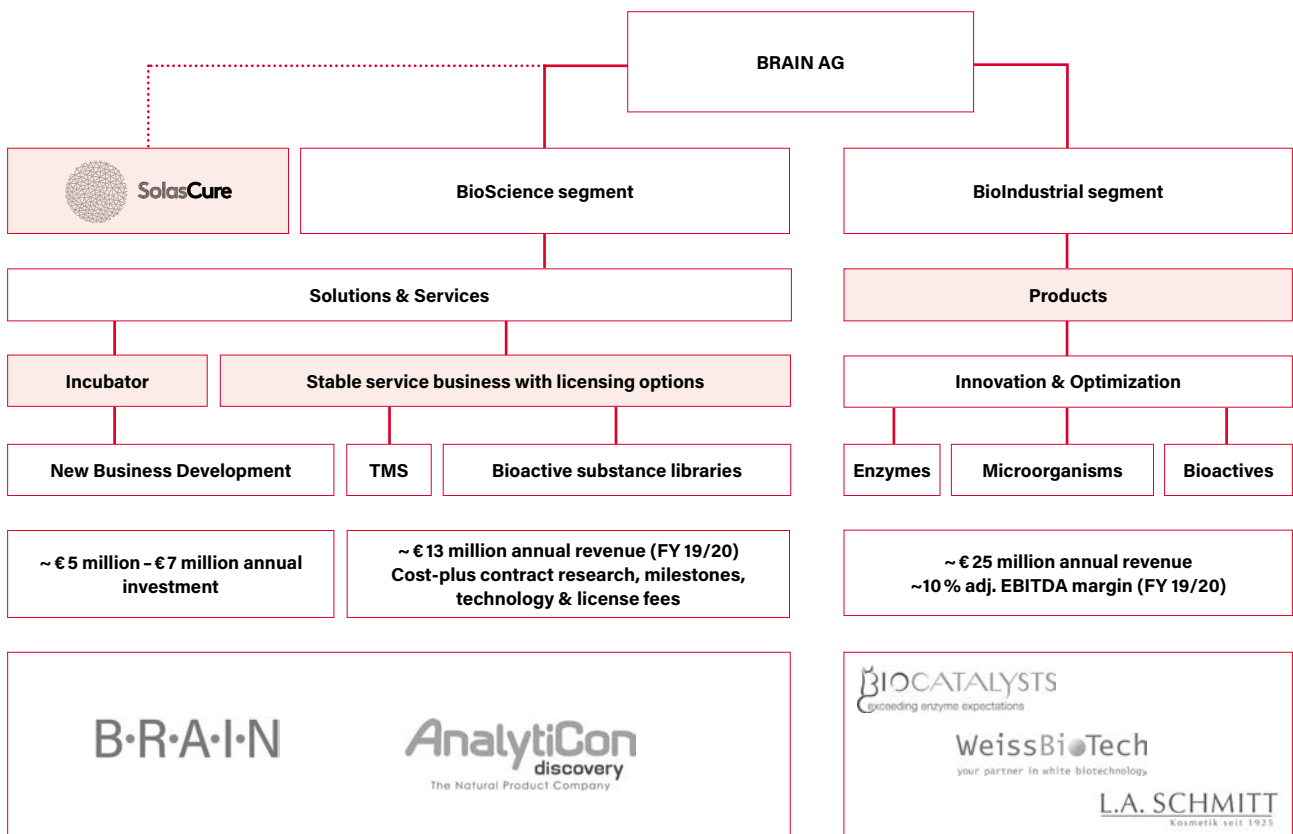 BRAIN AG
SolasCure
BioScience segment
BioIndustrial segment
Solutions & Services
Products
Incubator
Stable service business with licensing options
Innovation & Optimization
New Business Development
TMS
Bioactive substance libraries
Enzymes
Microorganisms
Bioactives
~ € 5 million – € 7 million annual
investment
~ € 13 million annual revenue (FY 19/20)
Cost-plus contract research, milestones,
technology & license fees
~ € 25 million annual revenue
~10 % adj. EBITDA margin (FY 19/20)
B·R·A·I·N
AnalytiCon
discovery
The Natural Product Company
BIOCATALYSTS
exceeding enzyme expectations
WeissBioTech
your partner in white biotechnology
L.A. SCHMITT
Kosmetik seit 1925